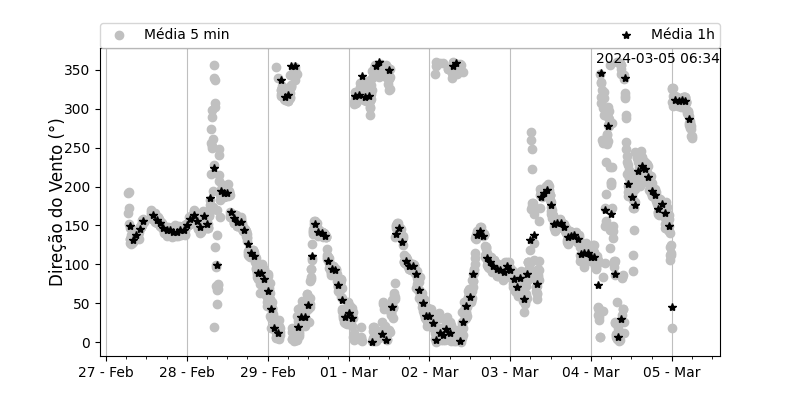 Média 5 min
Média 1h
2024-03-05 06:34
Direção do Vento (°)
350
300
250
200
150
100
50
0
27 - Feb
28 - Feb
29 - Feb
01 - Mar
02 - Mar
03 - Mar
04 - Mar
05 - Mar